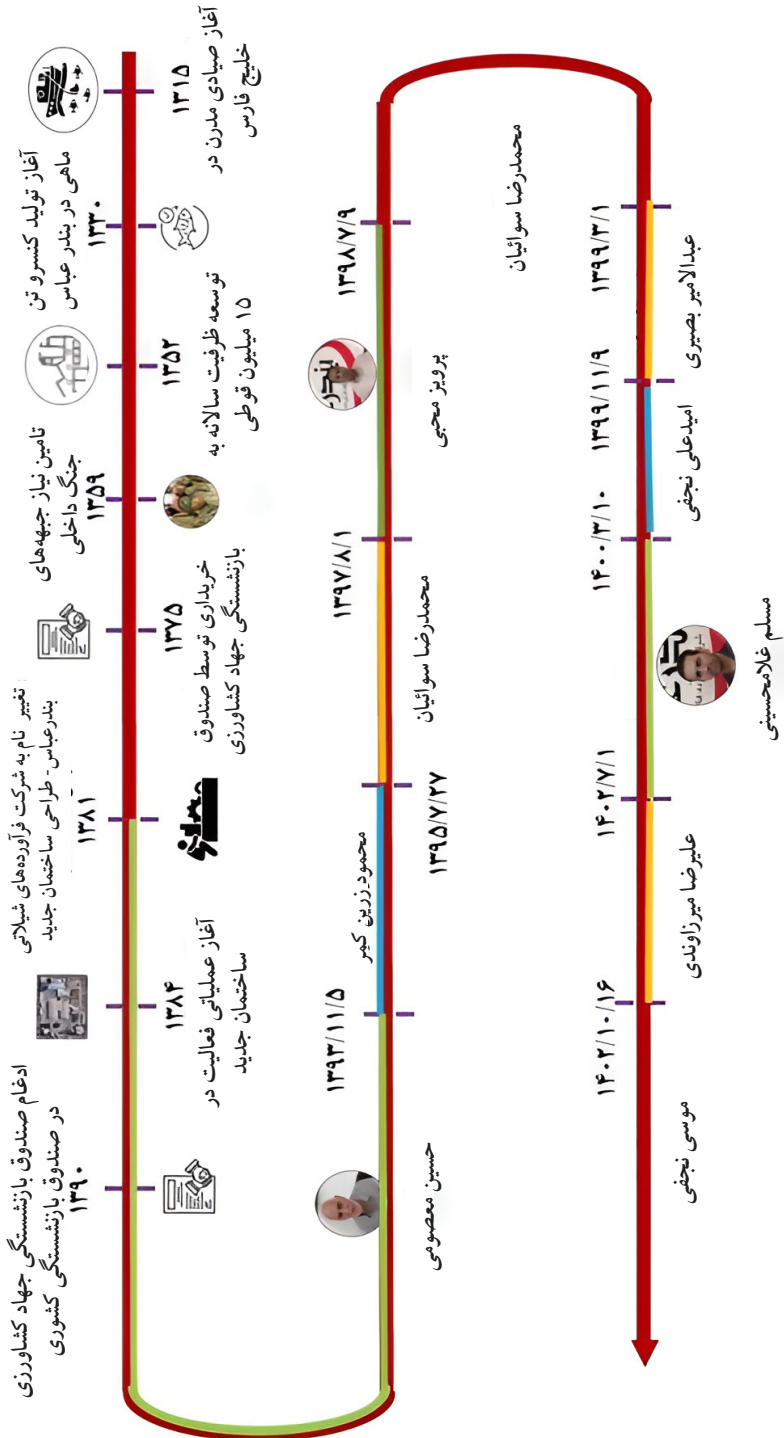 ۱۳۱۵
آغاز صیادی مدرن در
خلیج فارس
آغاز تولید کنسرو تن
ماهی در بندر عباس
۱۳۳۰
۱۳۵۲
توسعه ظرفیت سالانه به
۱۵ میلیون قوطی
تامین نیاز جبهه‌های
جنگ داخلی
۱۳۵۹
۱۳۷۵
خریداری توسط صندوق
بازنشستگی جهاد کشاورزی
تغییر نام به شرکت فرآورده‌های شیلاتی
بندرعباس- طراحی ساختمان جدید
۱۳۸۱
۱۳۸۴
آغاز عملیاتی فعالیت در
ساختمان جدید
ادغام صندوق بازنشستگی جهاد کشاورزی
در صندوق بازنشستگی کشوری
۱۳۹۰
حسین معصومی
۱۳۹۳/۱۱/۵
محمود زرین کمر
۱۳۹۵/۷/۲۷
محمدرضا سوائیان
۱۳۹۷/۸/۱
پرویز محبی
۱۳۹۸/۷/۹
محمدرضا سوائیان
۱۳۹۹/۳/۱
عبدالامیر بصیری
۱۳۹۹/۱۱/۹
امیدعلی نجفی
۱۴۰۰/۳/۱۰
مسلم غلامحسینی
۱۴۰۲/۷/۱
علیرضا میرزاوندی
۱۴۰۲/۱۰/۱۶
موسی نجفی